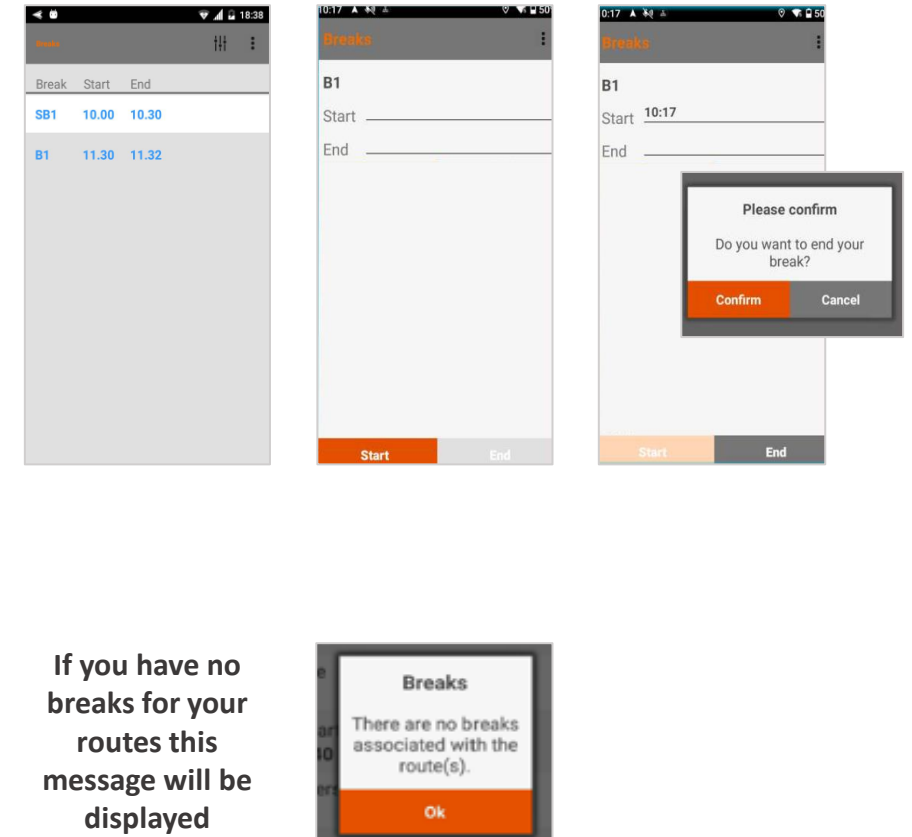 18:38
Breaks
Break Start End
SB1 10.00 10.30
B1 11.30 11.32
10:17 50
Breaks
B1
Start
End
Start End
0:17 50
Breaks
B1
Start 10:17
End
Please confirm
Do you want to end your
break?
Confirm Cancel
Start End
If you have no
breaks for your
routes this
message will be
displayed
Breaks
There are no breaks
associated with the
route(s).
Ok